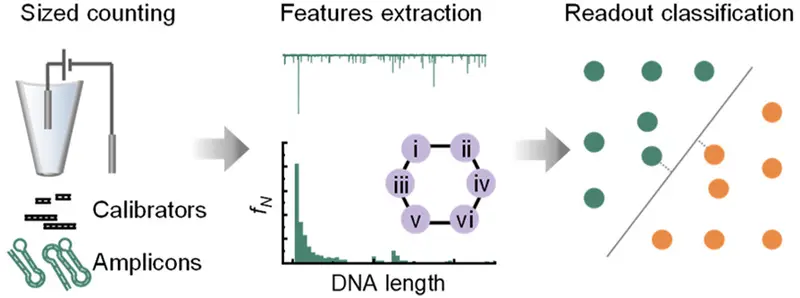 Sized counting
Features extraction
Readout classification
Calibrators
Amplicons
f_N
i
ii
iii
iv
v
vi
DNA length